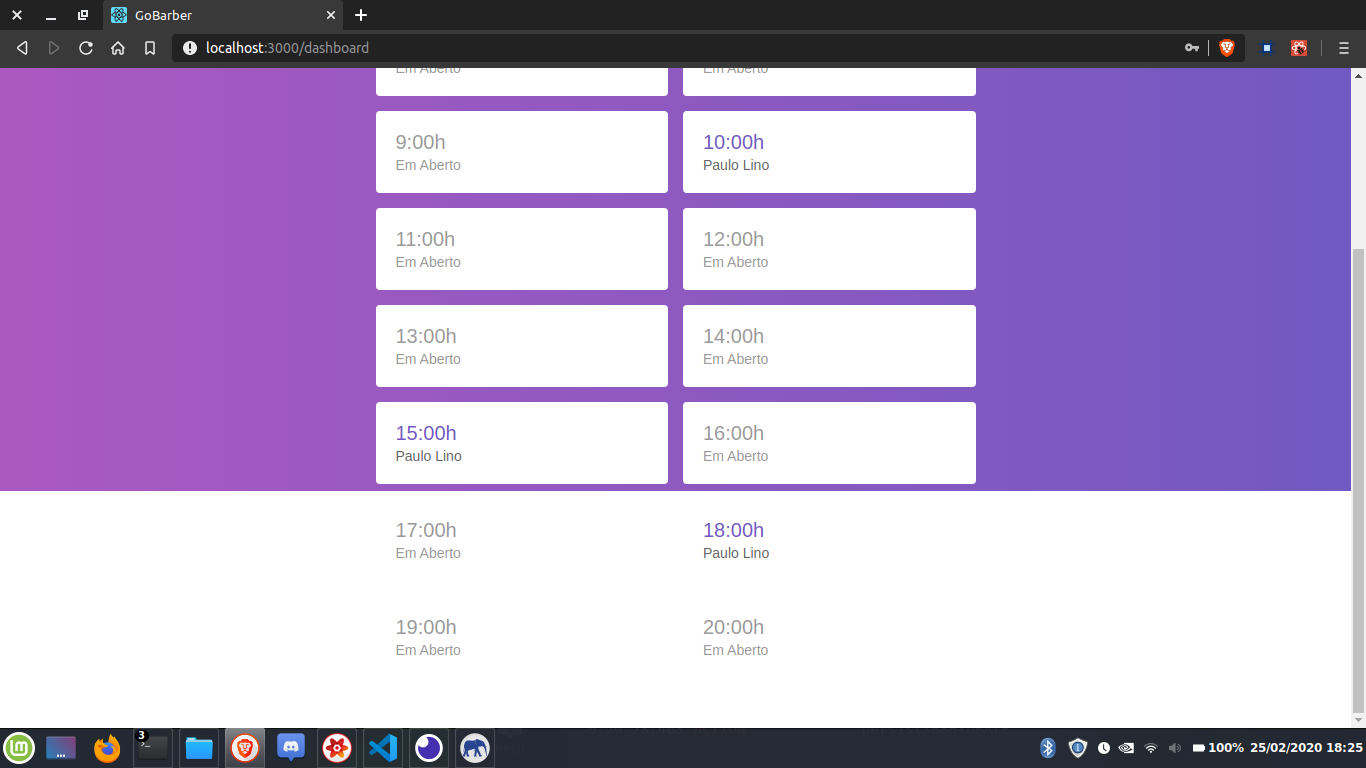 GoBarber
localhost:3000/dashboard
Em Aberto
Em Aberto
9:00h
Em Aberto
10:00h
Paulo Lino
11:00h
Em Aberto
12:00h
Em Aberto
13:00h
Em Aberto
14:00h
Em Aberto
15:00h
Paulo Lino
16:00h
Em Aberto
17:00h
Em Aberto
18:00h
Paulo Lino
19:00h
Em Aberto
20:00h
Em Aberto
3
100% 25/02/2020 18:25